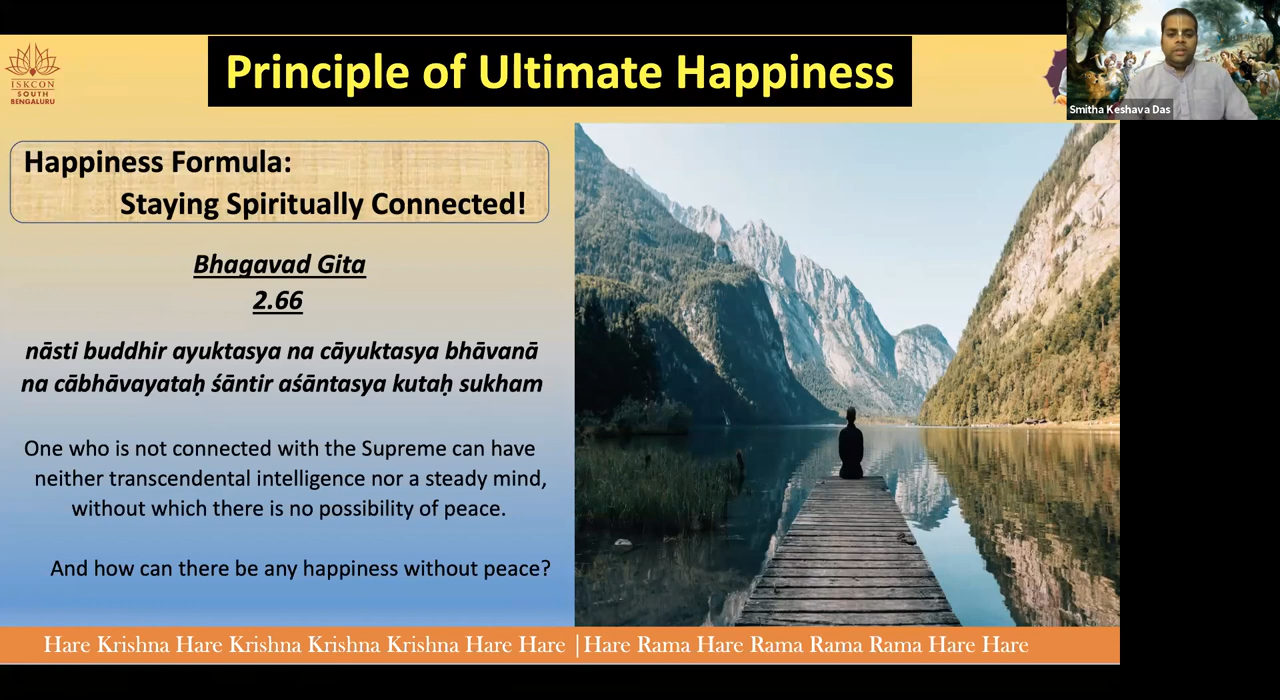 Principle of Ultimate Happiness
ISKCON
SOUTH
BENGALURU
Smitha Keshava Das
Happiness Formula:
Staying Spiritually Connected!
Bhagavad Gita
2.66
nāsti buddhir ayuktasya na cāyuktasya bhāvanā
na cābhāvayataḥ śāntir aśāntasya kutaḥ sukham
One who is not connected with the Supreme can have
neither transcendental intelligence nor a steady mind,
without which there is no possibility of peace.
And how can there be any happiness without peace?
Hare Krishna Hare Krishna Krishna Krishna Hare Hare |Hare Rama Hare Rama Rama Rama Hare Hare